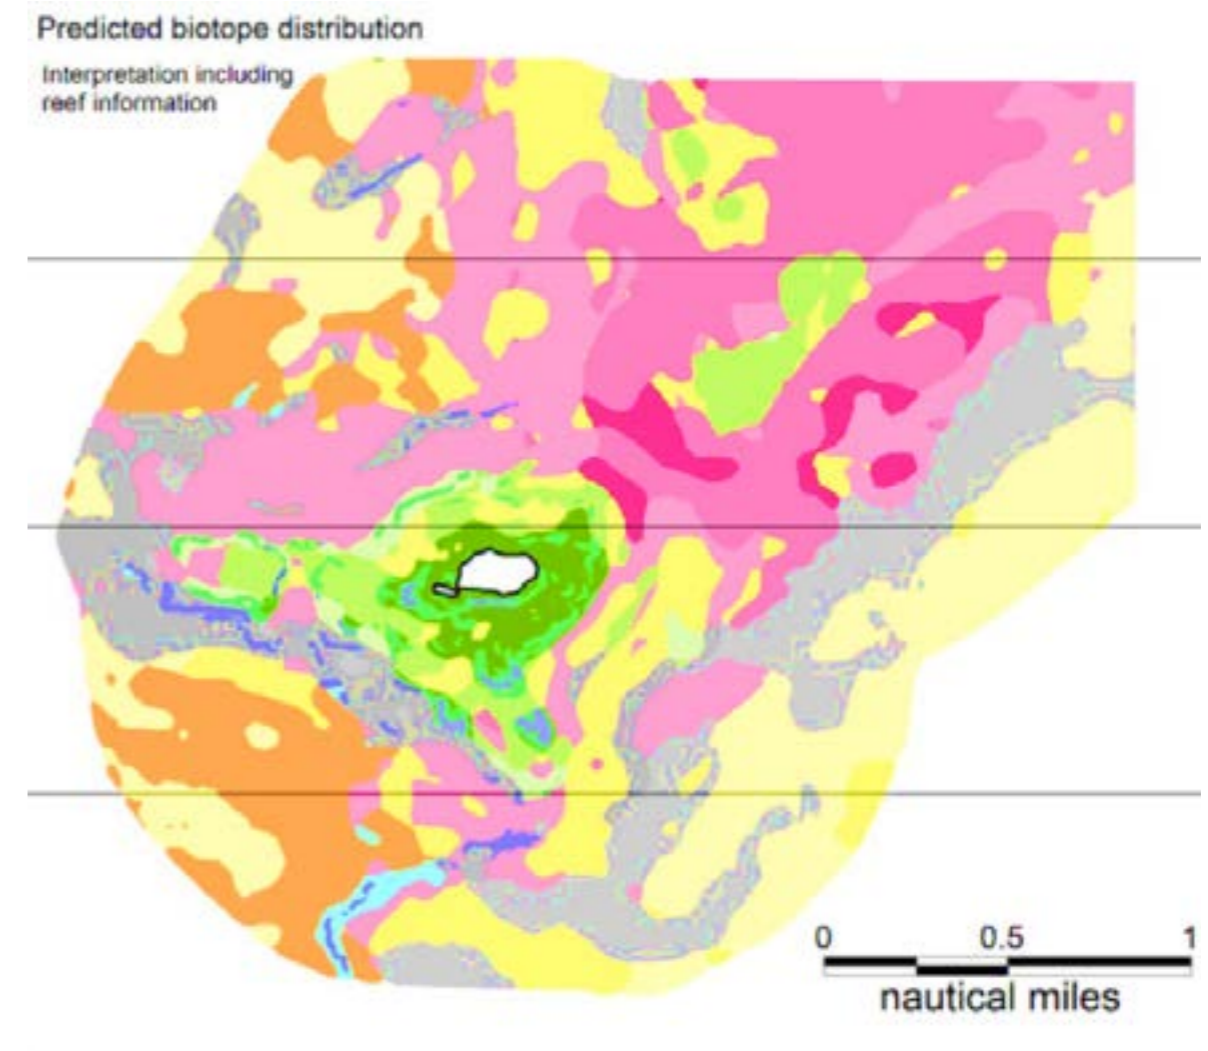 Predicted biotope distribution
Interpretation including
reef information
0 0.5 1
nautical miles